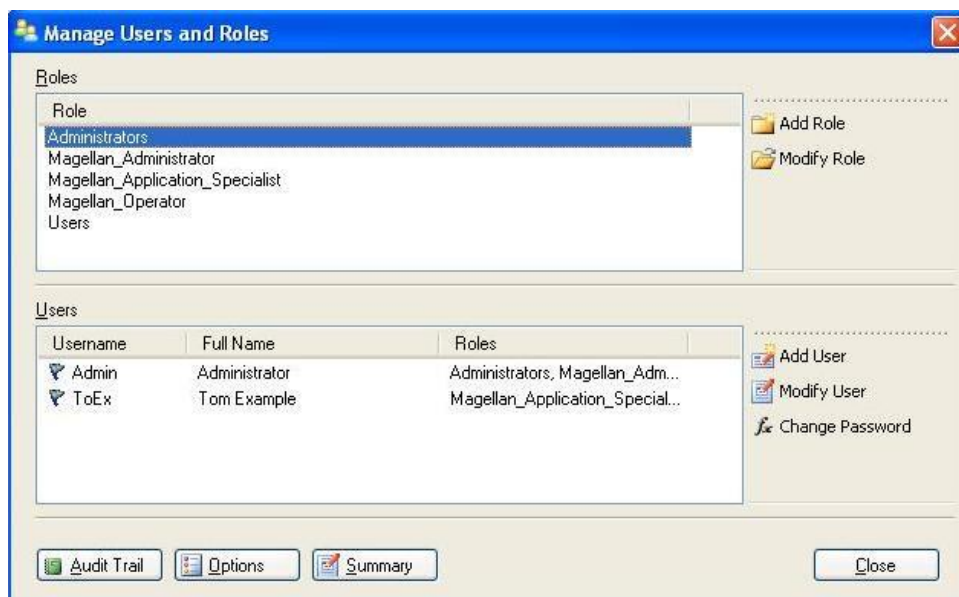 Manage Users and Roles
Roles
Role
Administrators
Magellan_Administrator
Magellan_Application_Specialist
Magellan_Operator
Users
Add Role
Modify Role
Users
Username Full Name Roles
Admin Administrator Administrators, Magellan_Adm...
ToEx Tom Example Magellan_Application_Special...
Add User
Modify User
fx Change Password
Audit Trail Options Summary Close